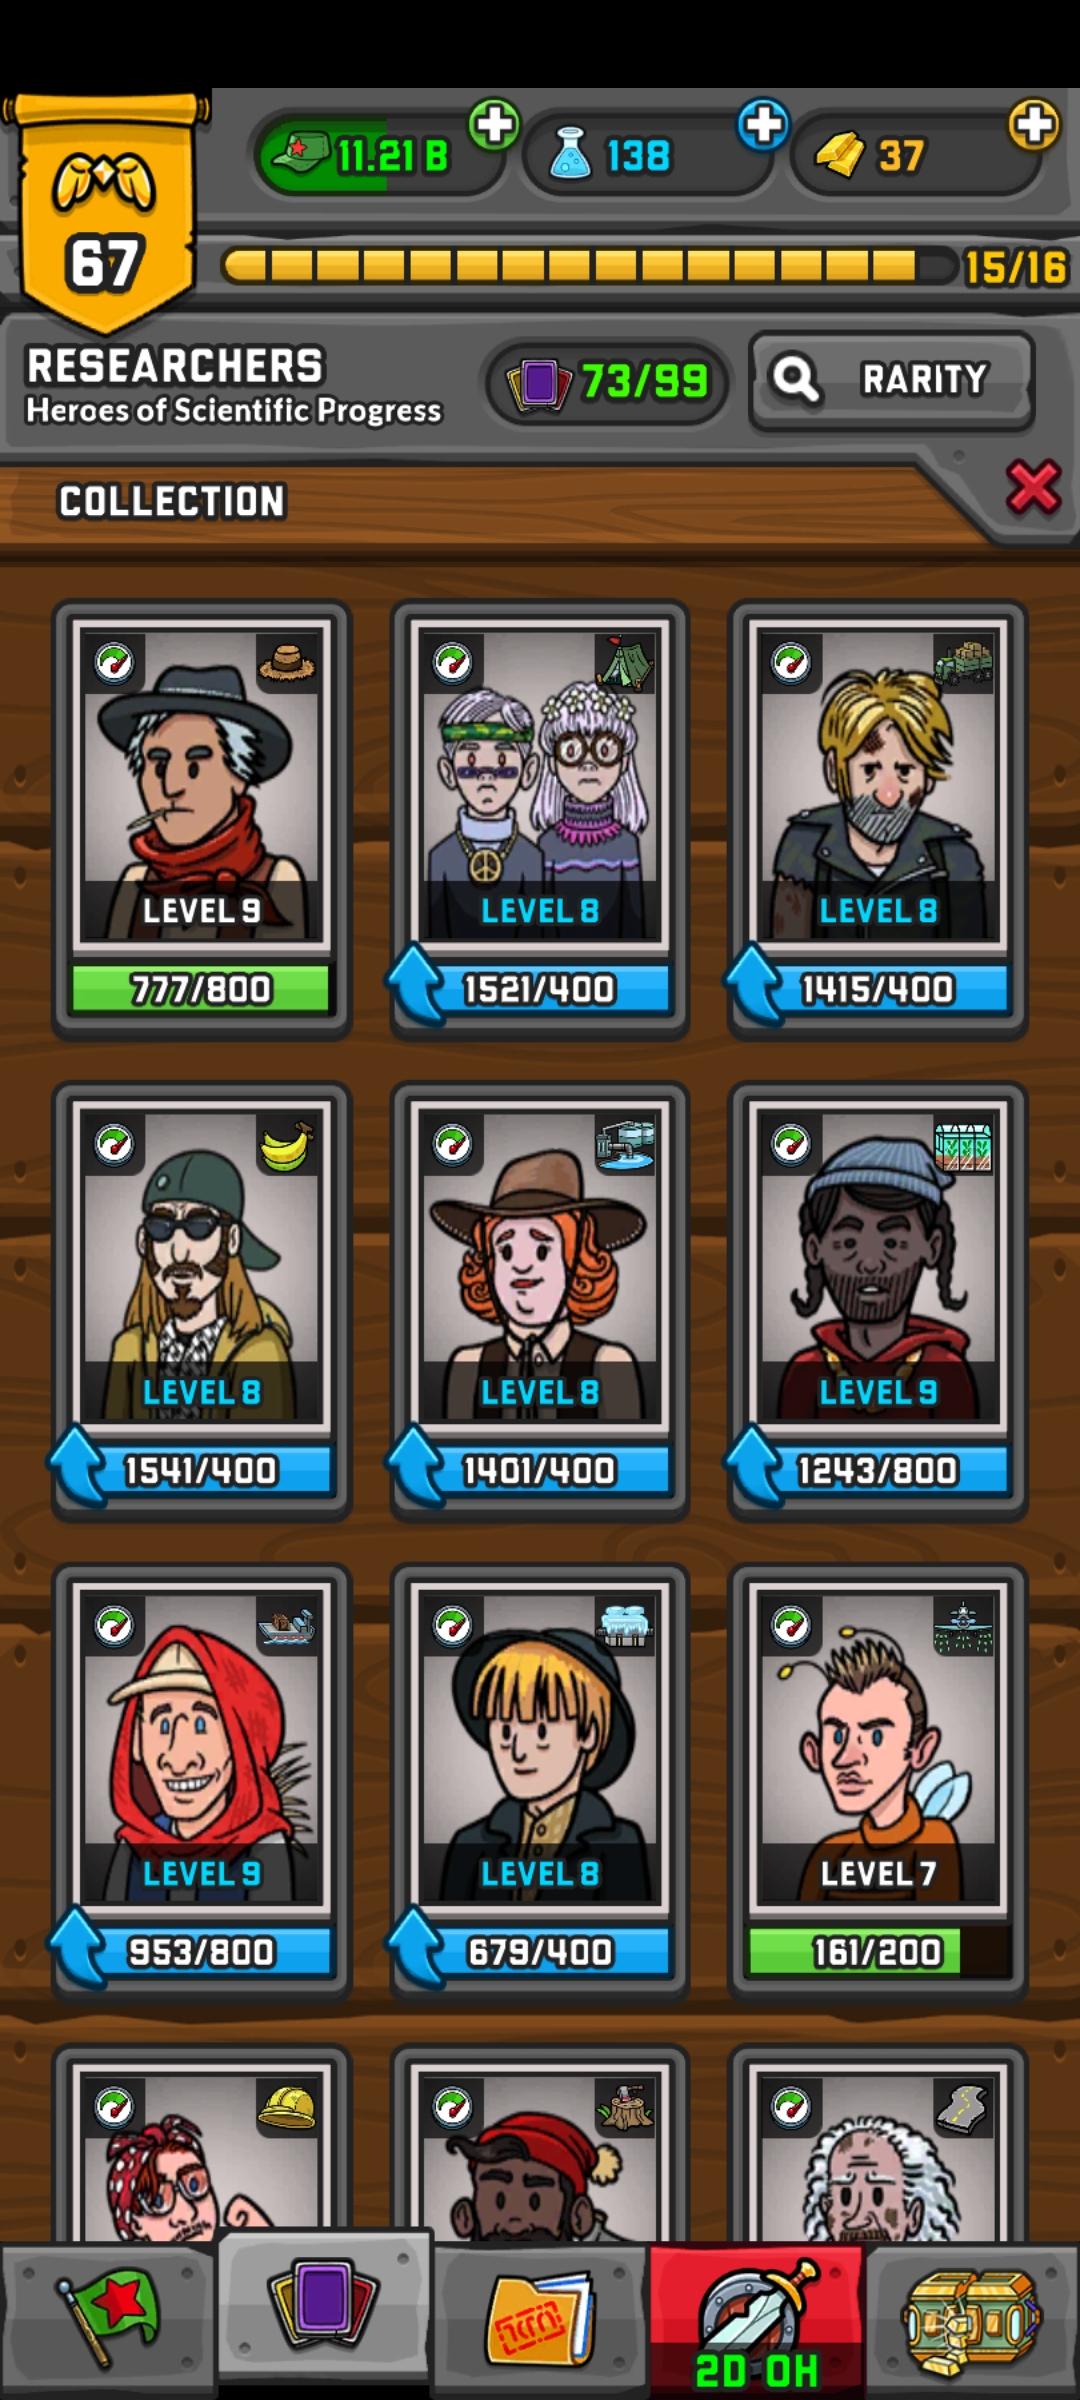 11.21 B
138
37
67
15/16
RESEARCHERS
Heroes of Scientific Progress
73/99
RARITY
COLLECTION
LEVEL 9
LEVEL 8
LEVEL 8
777/800
1521/400
1415/400
LEVEL 8
LEVEL 8
LEVEL 9
1541/400
1401/400
1243/800
LEVEL 9
LEVEL 8
LEVEL 7
953/800
679/400
161/200
2D 0H